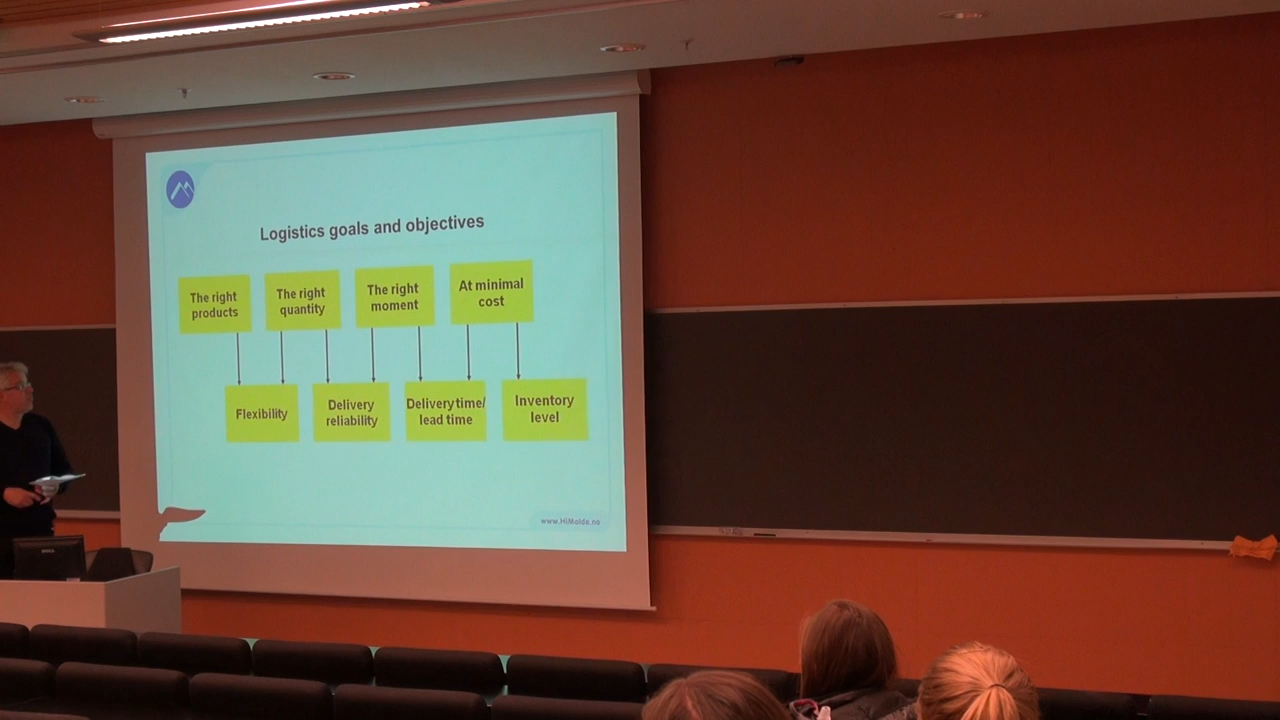 Logistics goals and objectives
The right
products
The right
quantity
The right
moment
At minimal
cost
Flexibility
Delivery
reliability
Delivery time/
lead time
Inventory
level
www.HiMolde.no